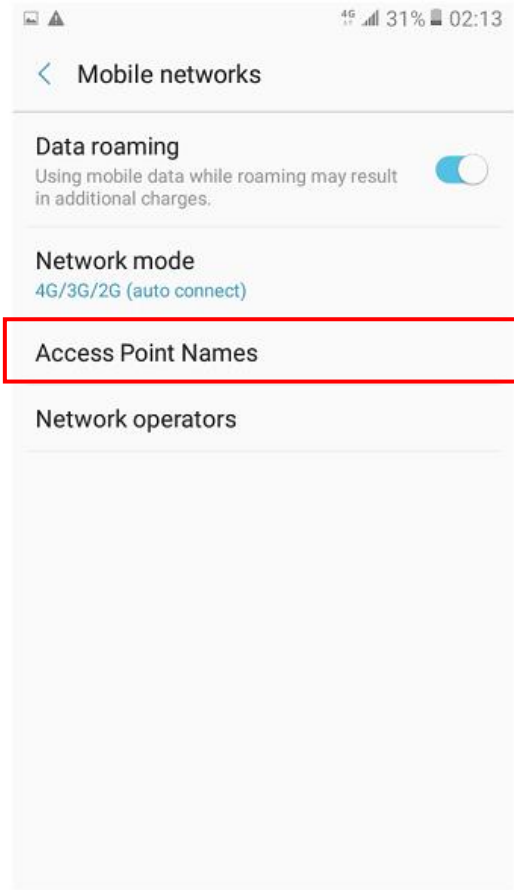 4G 31% 02:13
Mobile networks
Data roaming
Using mobile data while roaming may result
in additional charges.
Network mode
4G/3G/2G (auto connect)
Access Point Names
Network operators